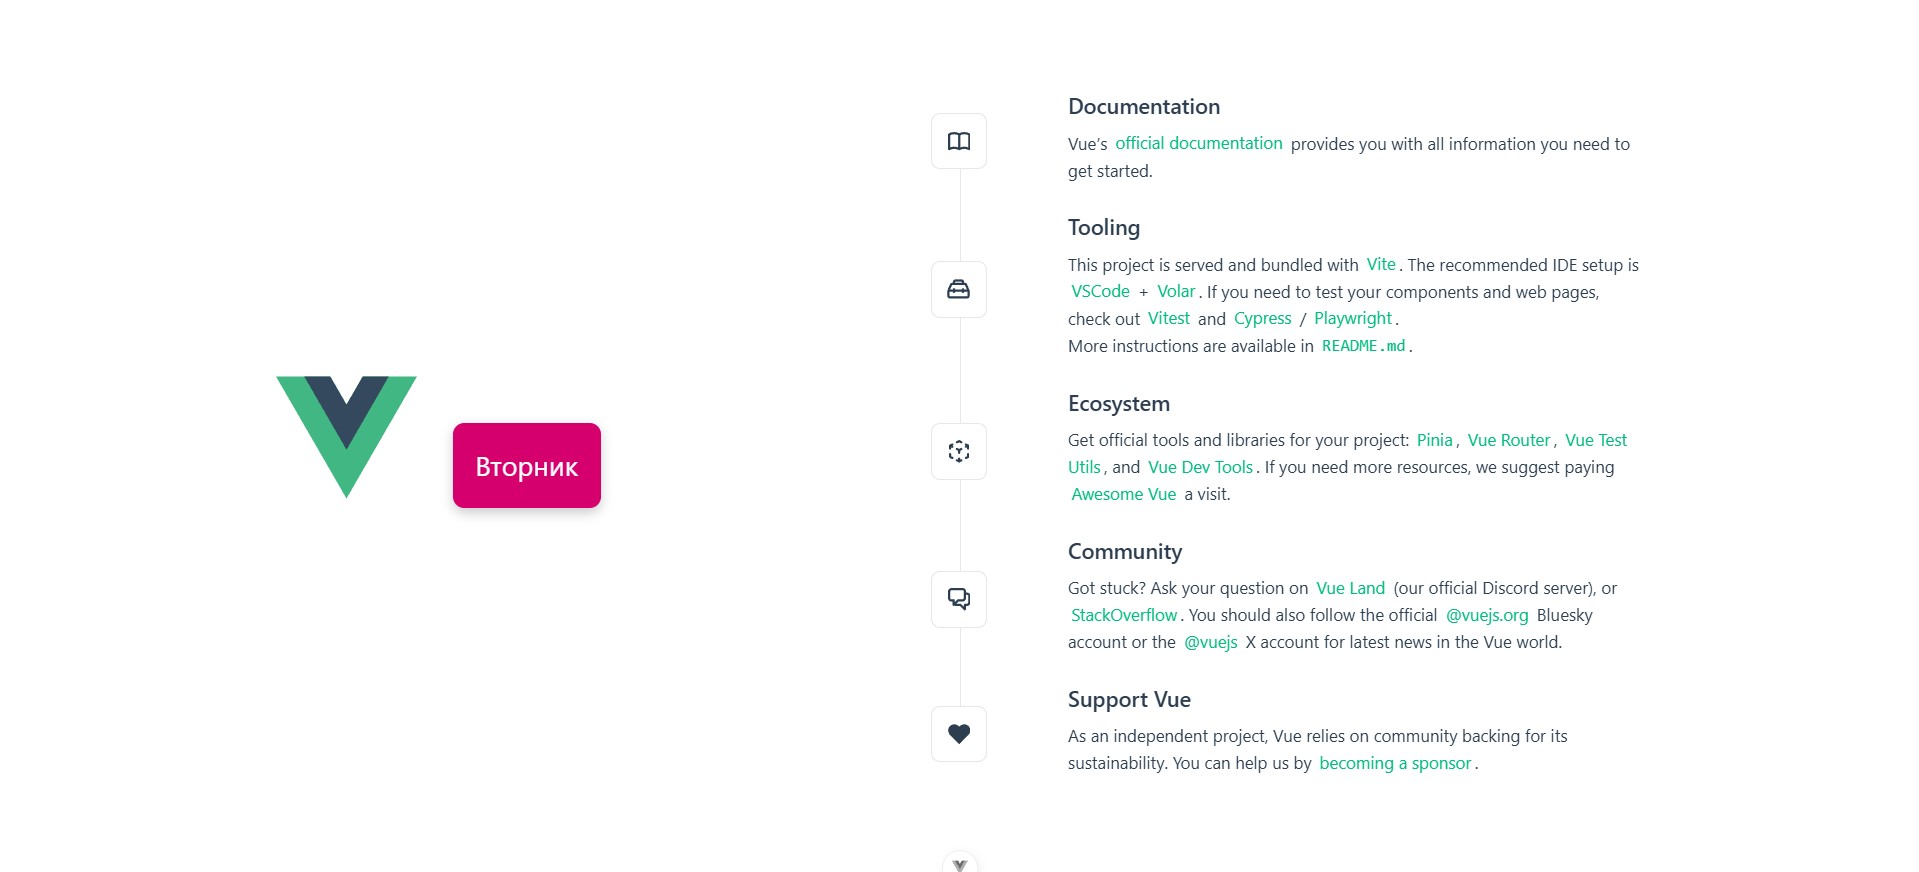 Вторник
Documentation
Vue’s official documentation provides you with all information you need to
get started.
Tooling
This project is served and bundled with Vite. The recommended IDE setup is
VSCode + Volar. If you need to test your components and web pages,
check out Vitest and Cypress / Playwright.
More instructions are available in README.md.
Ecosystem
Get official tools and libraries for your project: Pinia, Vue Router, Vue Test
Utils, and Vue Dev Tools. If you need more resources, we suggest paying
Awesome Vue a visit.
Community
Got stuck? Ask your question on Vue Land (our official Discord server), or
StackOverflow. You should also follow the official @vuejs.org Bluesky
account or the @vuejs X account for latest news in the Vue world.
Support Vue
As an independent project, Vue relies on community backing for its
sustainability. You can help us by becoming a sponsor.